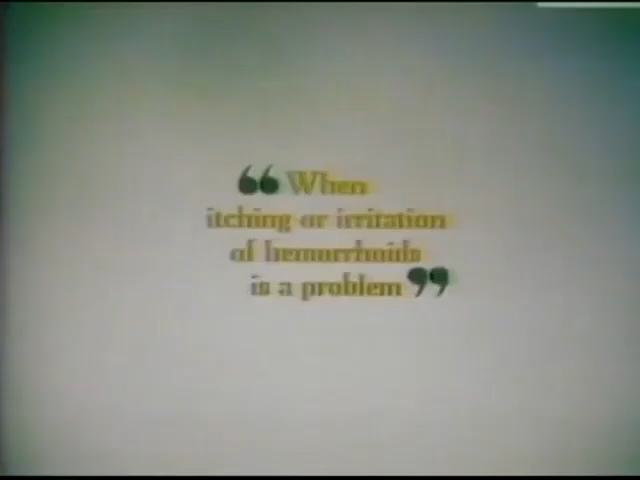 “When
itching or irritation
of hemorrhoids
is a problem”